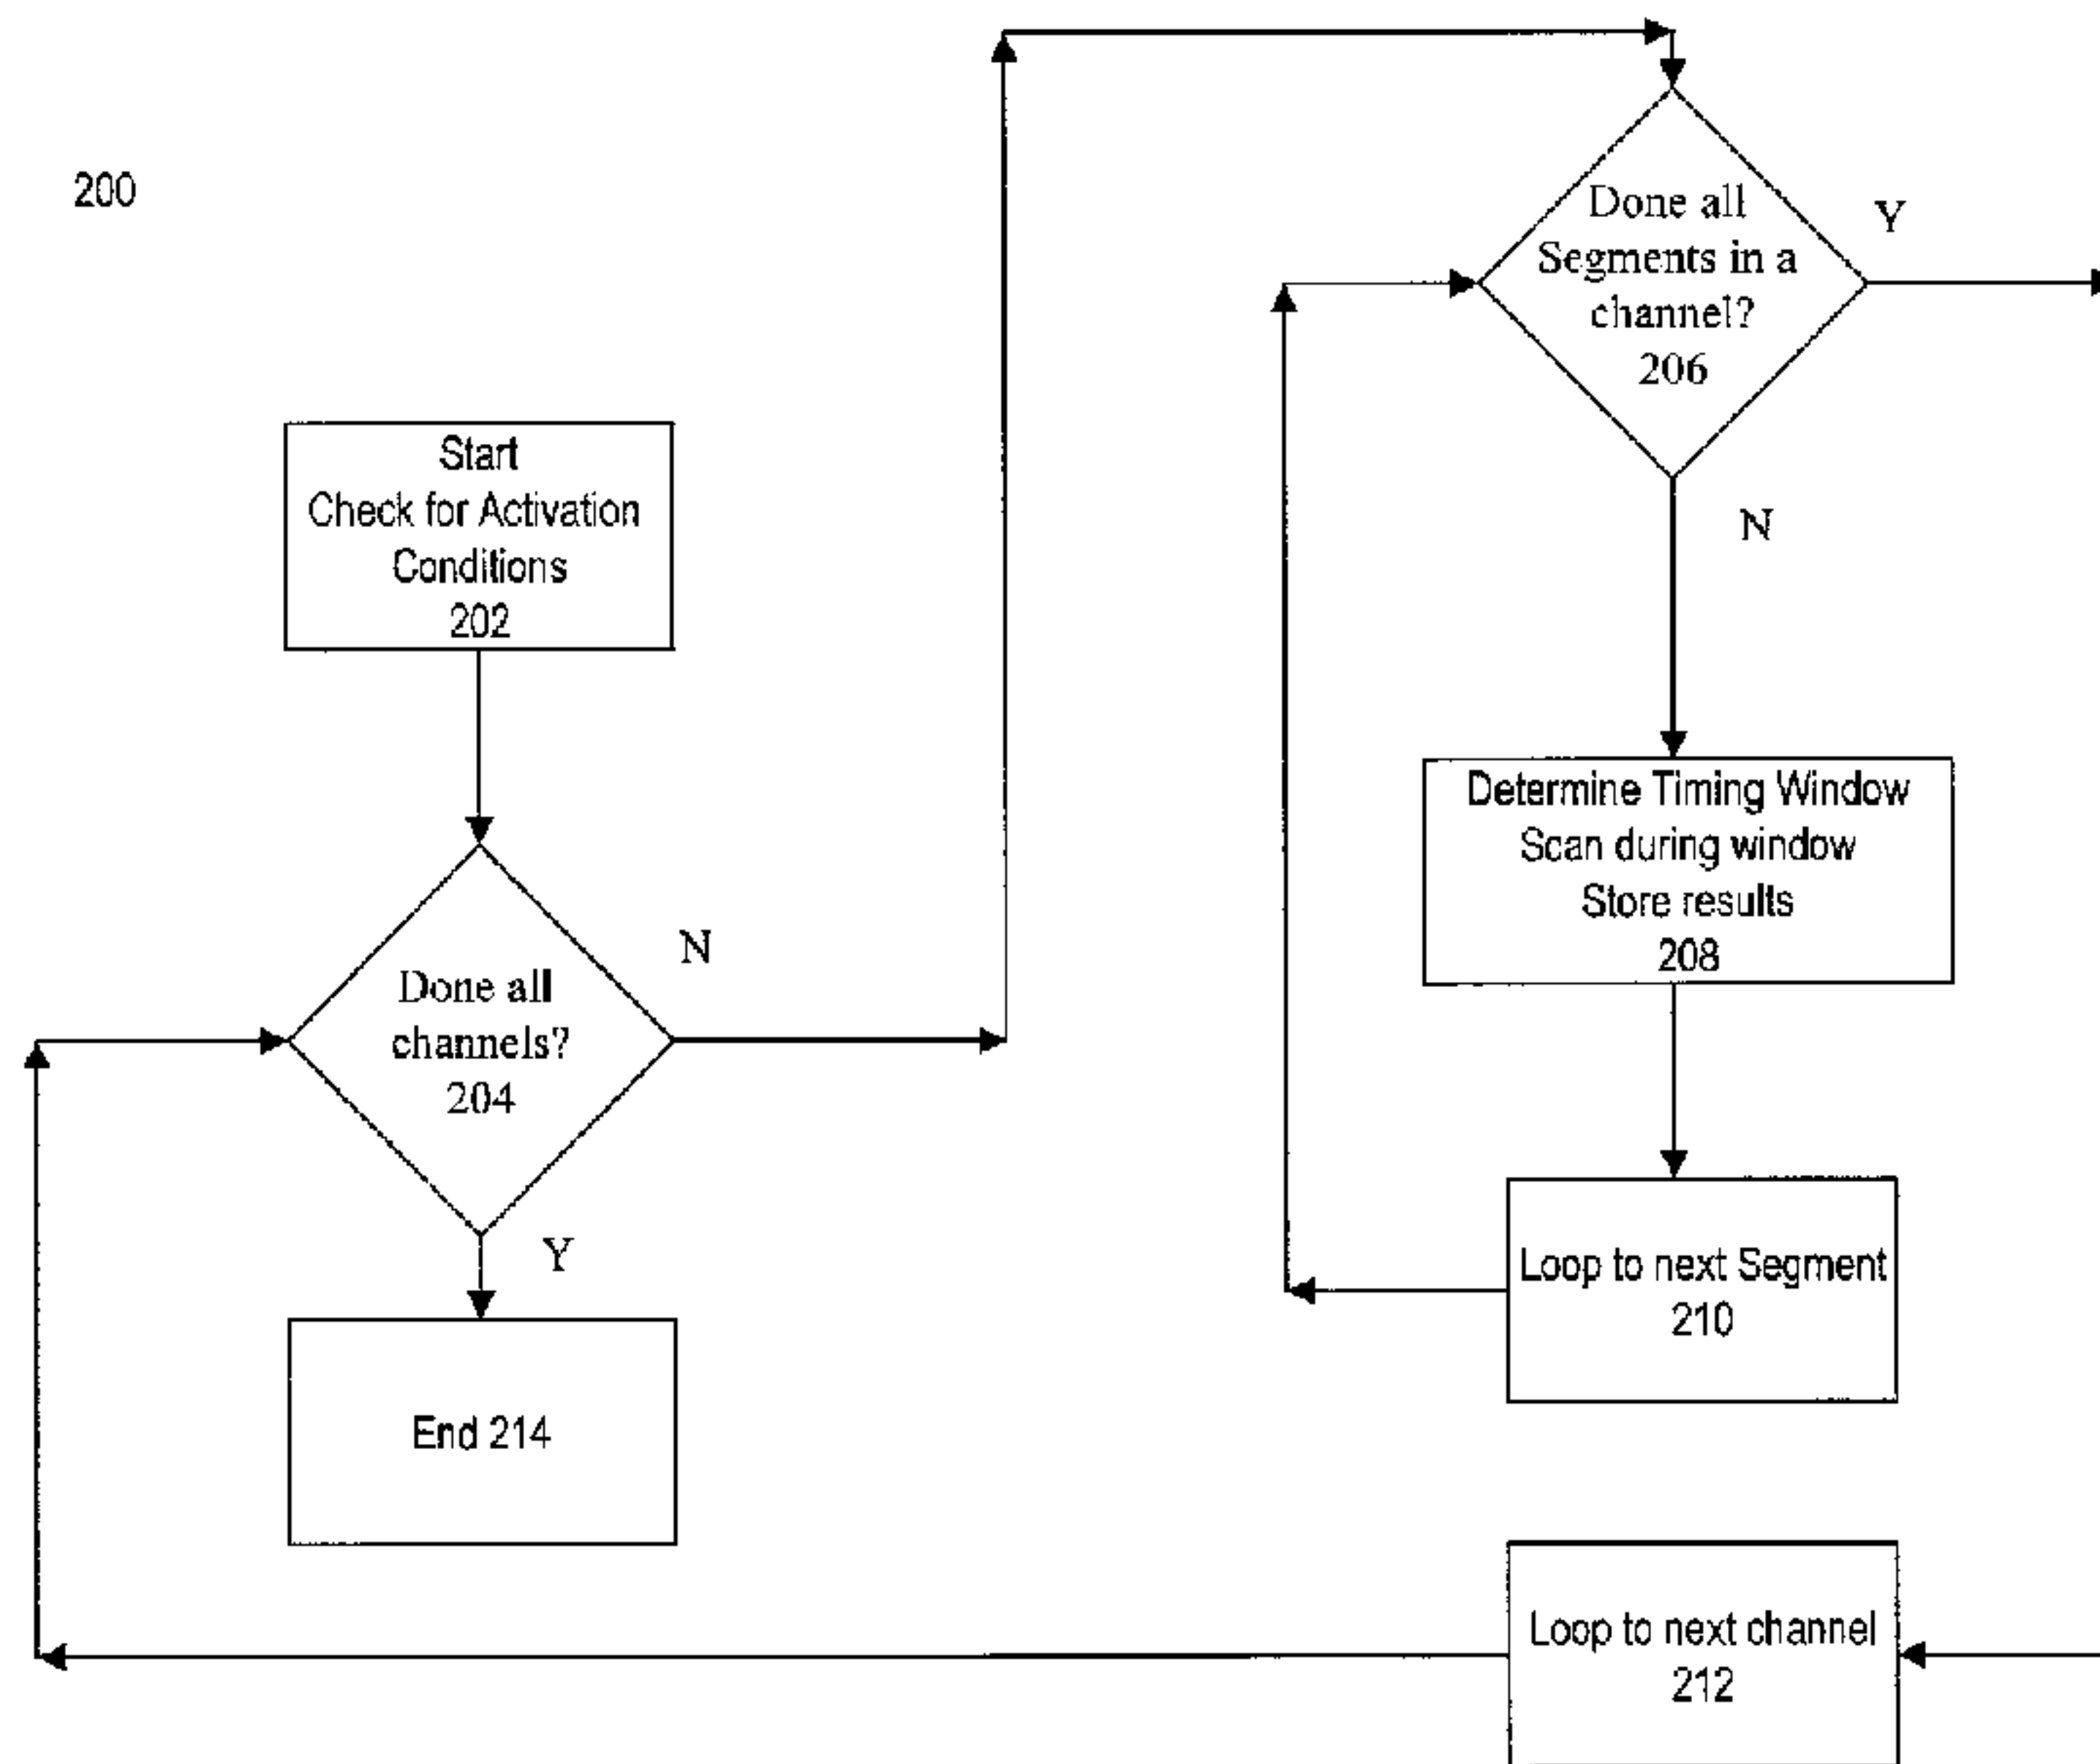 200
Start
Check for Activation
Conditions
202
Done all
channels?
204
N
Y
End 214
Done all
Segments in a
channel?
206
Y
N
Determine Timing Window
Scan during window
Store results
208
Loop to next Segment
210
Loop to next channel
212